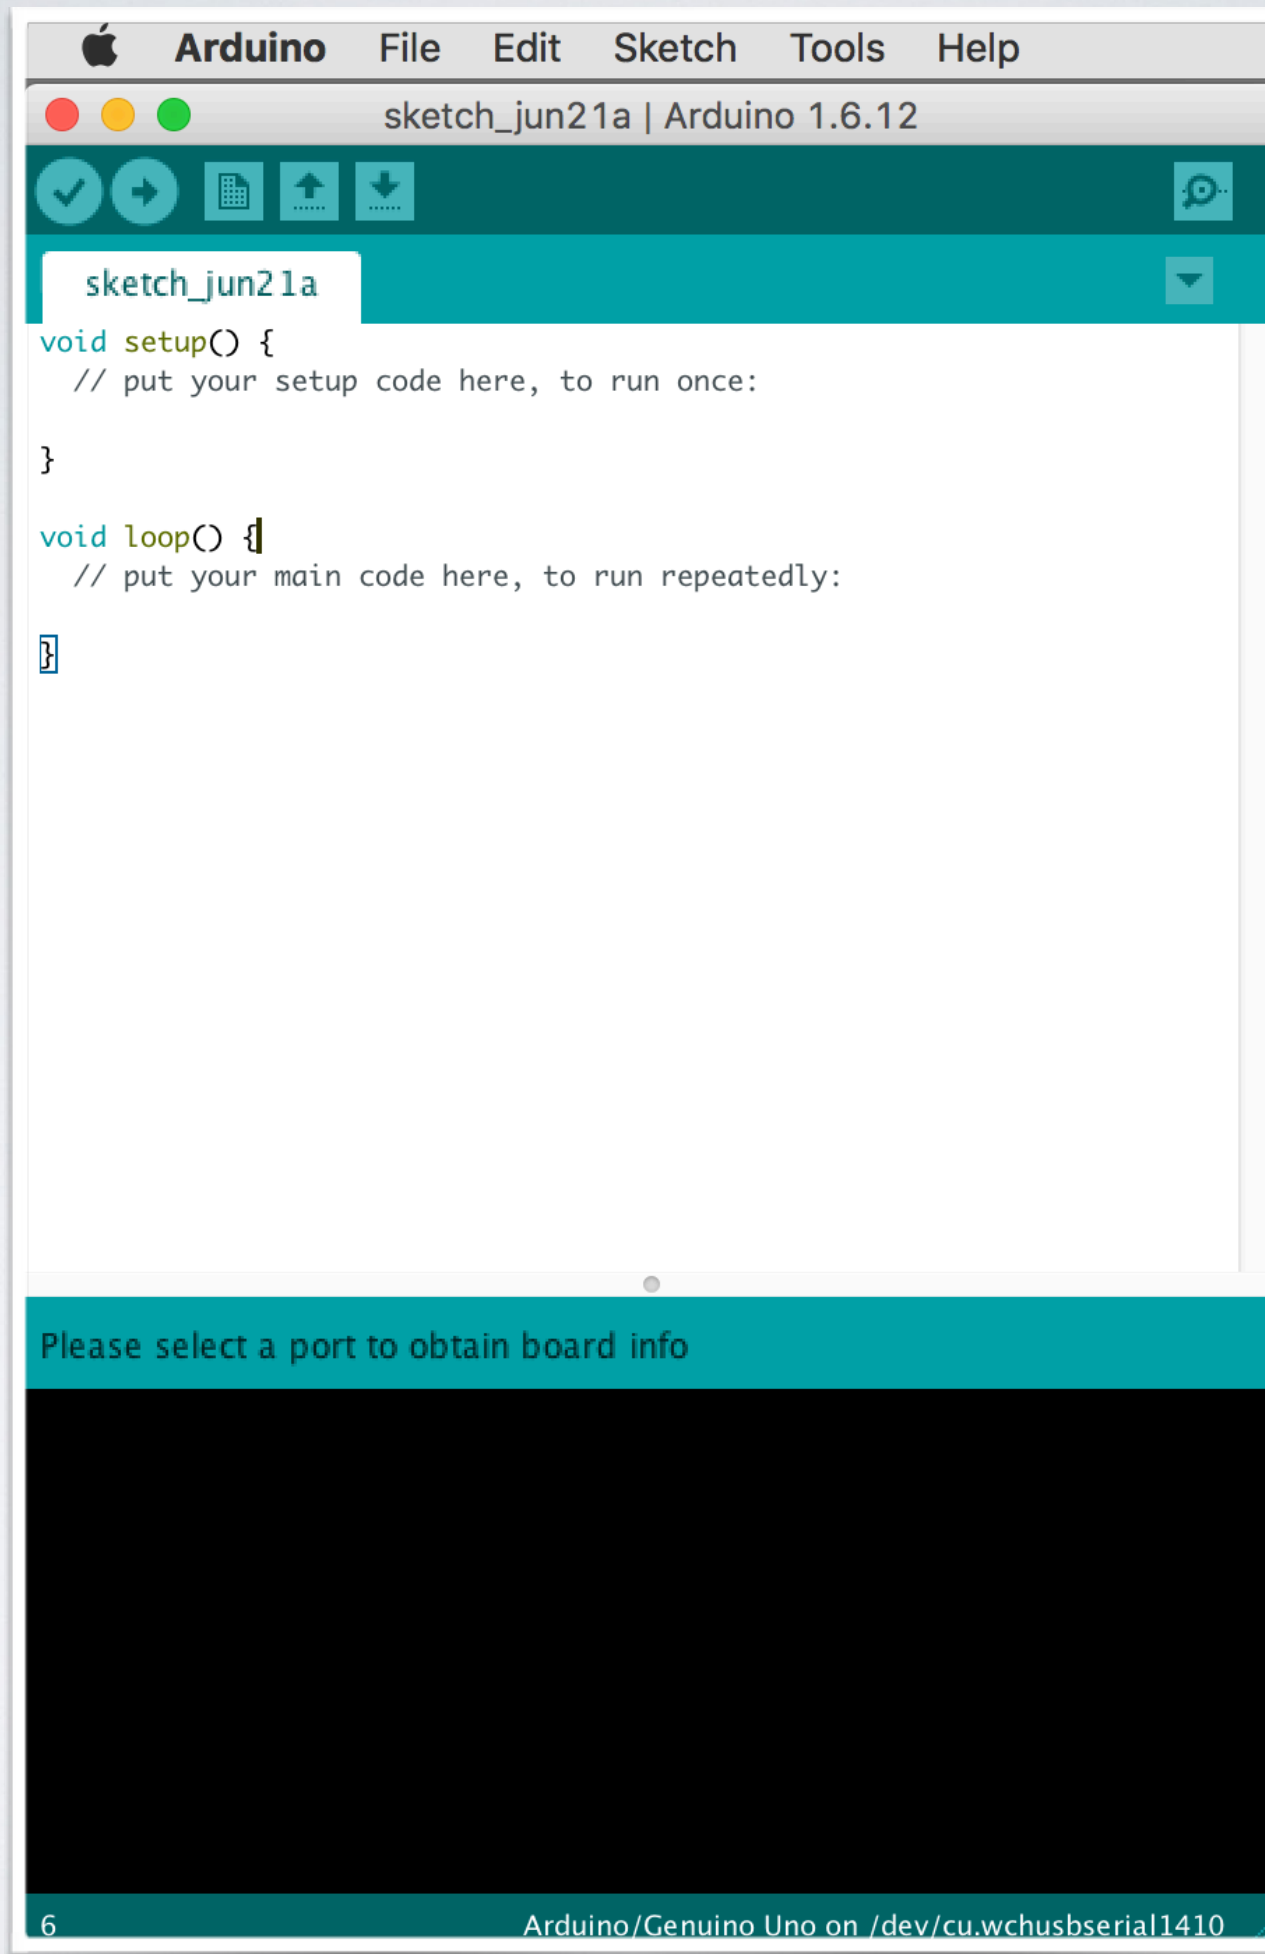 Arduino File Edit Sketch Tools Help
sketch_jun21a | Arduino 1.6.12
sketch_jun21a
void setup() {
  // put your setup code here, to run once:
}
void loop() {
  // put your main code here, to run repeatedly:
}
Please select a port to obtain board info
6 Arduino/Genuino Uno on /dev/cu.wchusbserial1410